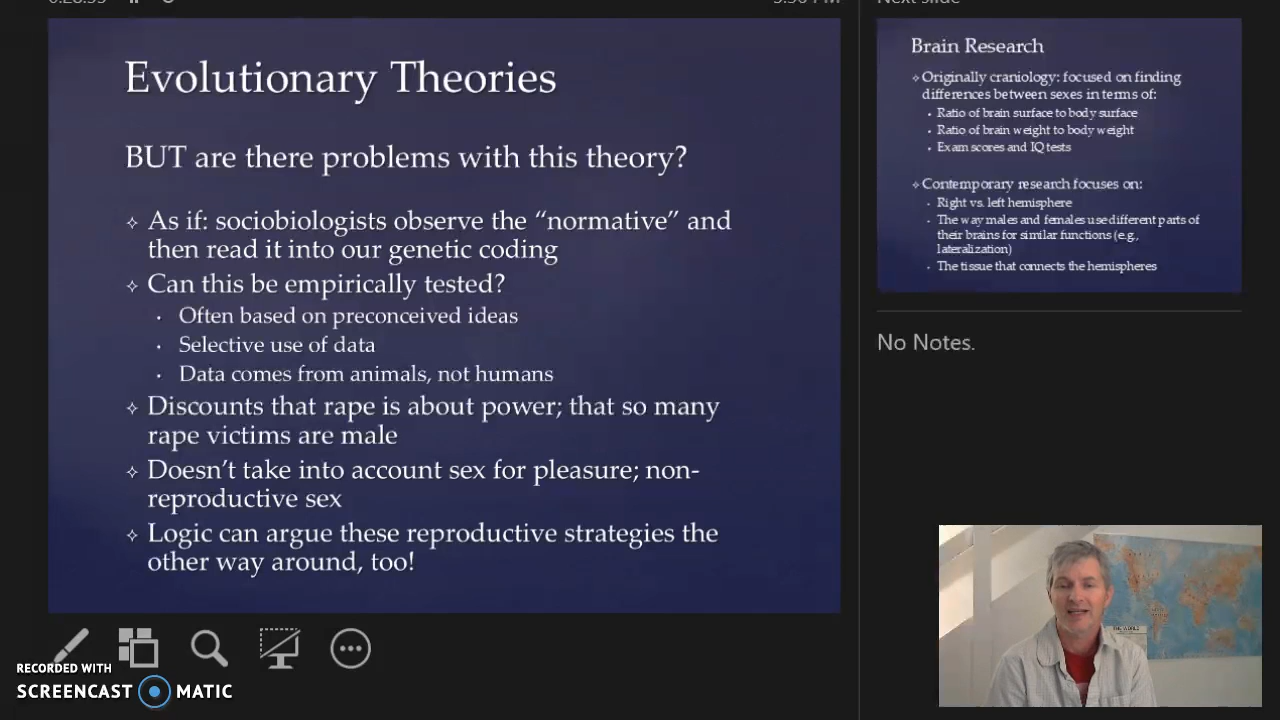 Evolutionary Theories
BUT are there problems with this theory?
As if: sociobiologists observe the “normative” and
then read it into our genetic coding
Can this be empirically tested?
Often based on preconceived ideas
Selective use of data
Data comes from animals, not humans
Discounts that rape is about power; that so many
rape victims are male
Doesn’t take into account sex for pleasure; non-
reproductive sex
Logic can argue these reproductive strategies the
other way around, too!
RECORDED WITH
SCREENCAST MATIC
Next slide
Brain Research
Originally craniology: focused on finding
differences between sexes in terms of:
Ratio of brain surface to body surface
Ratio of brain weight to body weight
Exam scores and IQ tests
Contemporary research focuses on:
Right vs. left hemisphere
The way males and females use different parts of
their brains for similar functions (e.g.,
lateralization)
The tissue that connects the hemispheres
No Notes.
THE WORLD